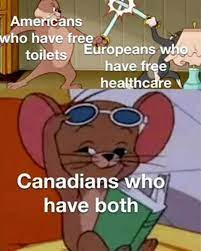 Americans
who have free
toilets
Europeans who
have free
healthcare
Canadians who
have both